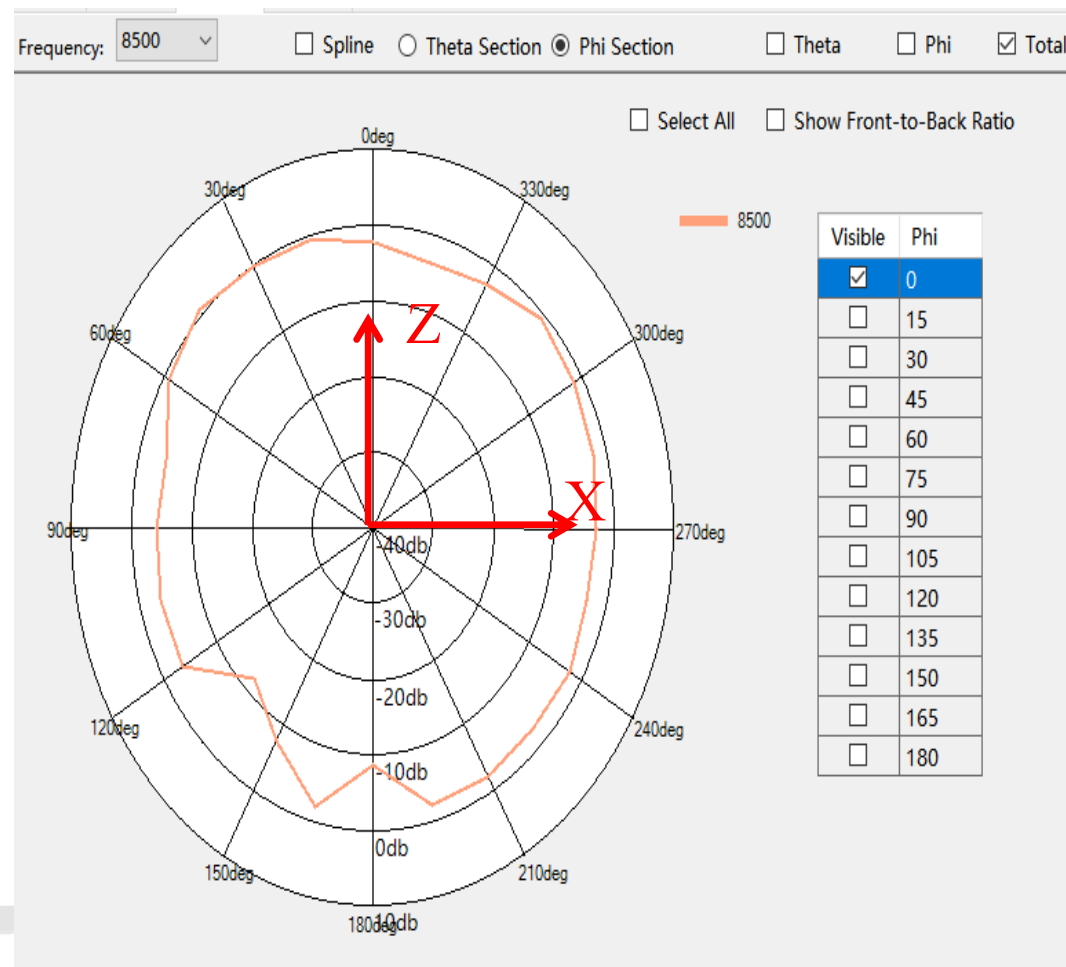 Frequency: 8500 Spline Theta Section Phi Section Theta Phi Total
Select All Show Front-to-Back Ratio
0deg
30deg 330deg
8500
Visible Phi
0
15
30
45
60
75
90
105
120
135
150
165
180
Z
60deg 300deg
X
90deg 270deg
-40db
-30db
-20db
120deg 240deg
-10db
0db
150deg 210deg
180deg 10db